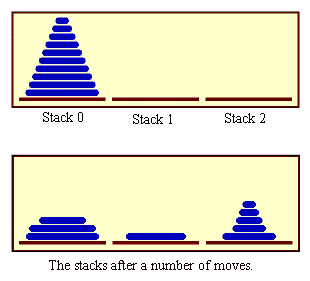 Stack 0 Stack 1 Stack 2
The stacks after a number of moves.